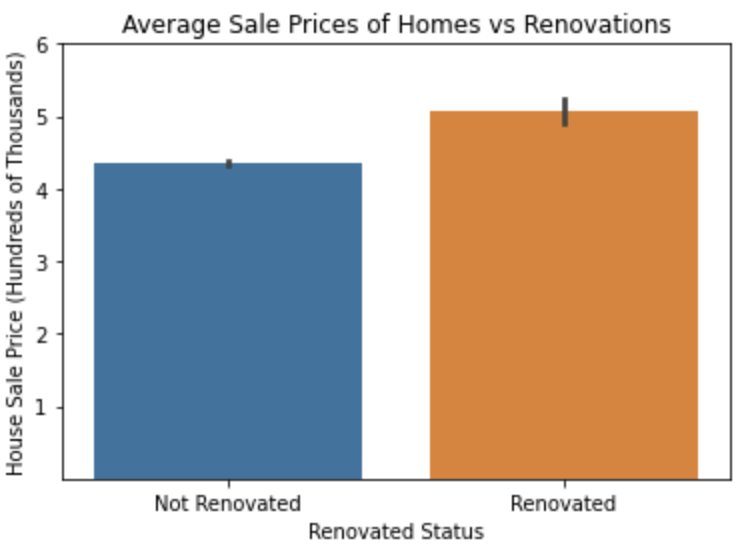 Average Sale Prices of Homes vs Renovations
House Sale Price (Hundreds of Thousands)
6
5
4
3
2
1
Not Renovated
Renovated
Renovated Status